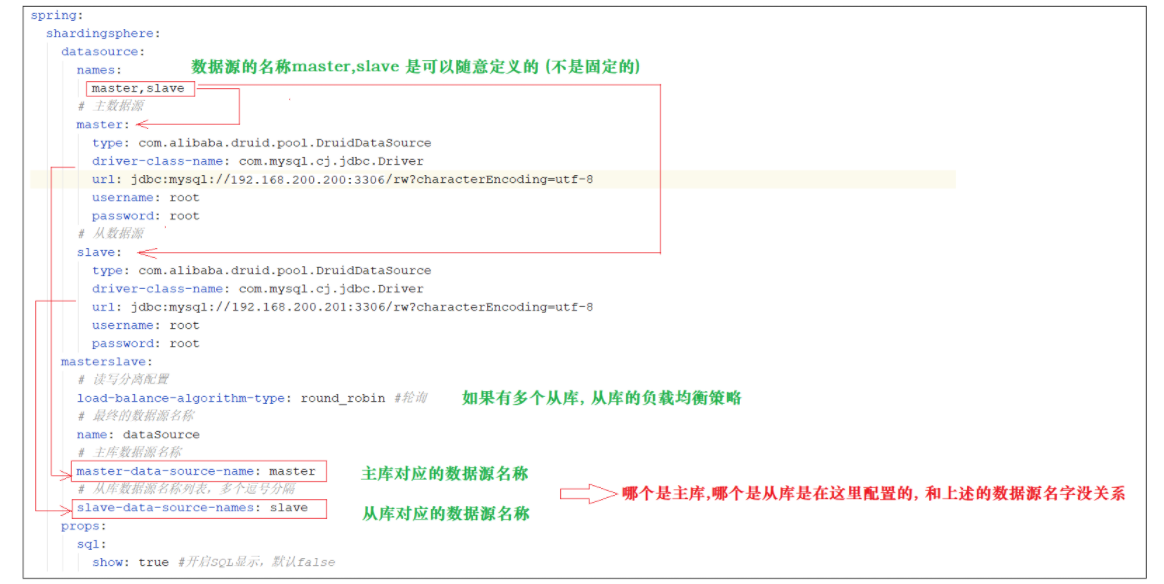 spring:
shardingsphere:
datasource:
names: 数据源的名称master,slave 是可以随意定义的 (不是固定的)
master,slave
# 主数据源
master:
type: com.alibaba.druid.pool.DruidDataSource
driver-class-name: com.mysql.cj.jdbc.Driver
url: jdbc:mysql://192.168.200.200:3306/rw?characterEncoding=utf-8
username: root
password: root
# 从数据源
slave:
type: com.alibaba.druid.pool.DruidDataSource
driver-class-name: com.mysql.cj.jdbc.Driver
url: jdbc:mysql://192.168.200.201:3306/rw?characterEncoding=utf-8
username: root
password: root
masterslave:
# 读写分离配置
load-balance-algorithm-type: round_robin #轮询 如果有多个从库, 从库的负载均衡策略
# 最终的数据源名称
name: dataSource
# 主库数据源名称
master-data-source-name: master 主库对应的数据源名称
# 从库数据源名称列表，多个逗号分隔 哪个是主库,哪个是从库是在这里配置的, 和上述的数据源名字没关系
slave-data-source-names: slave 从库对应的数据源名称
props:
sql:
show: true #开启SQL显示，默认false